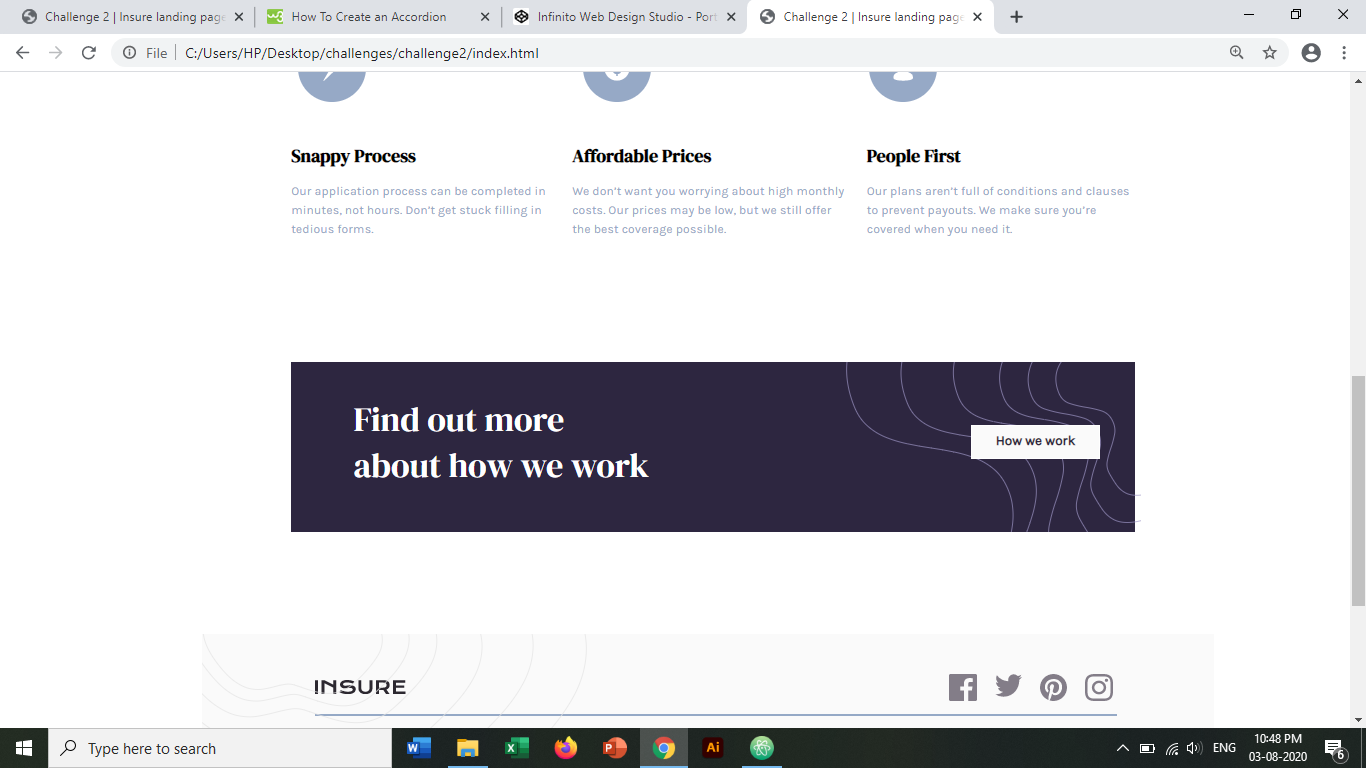 Challenge 2 | Insure landing page
How To Create an Accordion
Infinito Web Design Studio - Port
Challenge 2 | Insure landing page
File
C:/Users/HP/Desktop/challenges/challenge2/index.html
Snappy Process
Our application process can be completed in
minutes, not hours. Don't get stuck filling in
tedious forms.
Affordable Prices
We don't want you worrying about high monthly
costs. Our prices may be low, but we still offer
the best coverage possible.
People First
Our plans aren't full of conditions and clauses
to prevent payouts. We make sure you're
covered when you need it.
Find out more
about how we work
How we work
INSURE
Type here to search
ENG
10:48 PM
03-08-2020
6